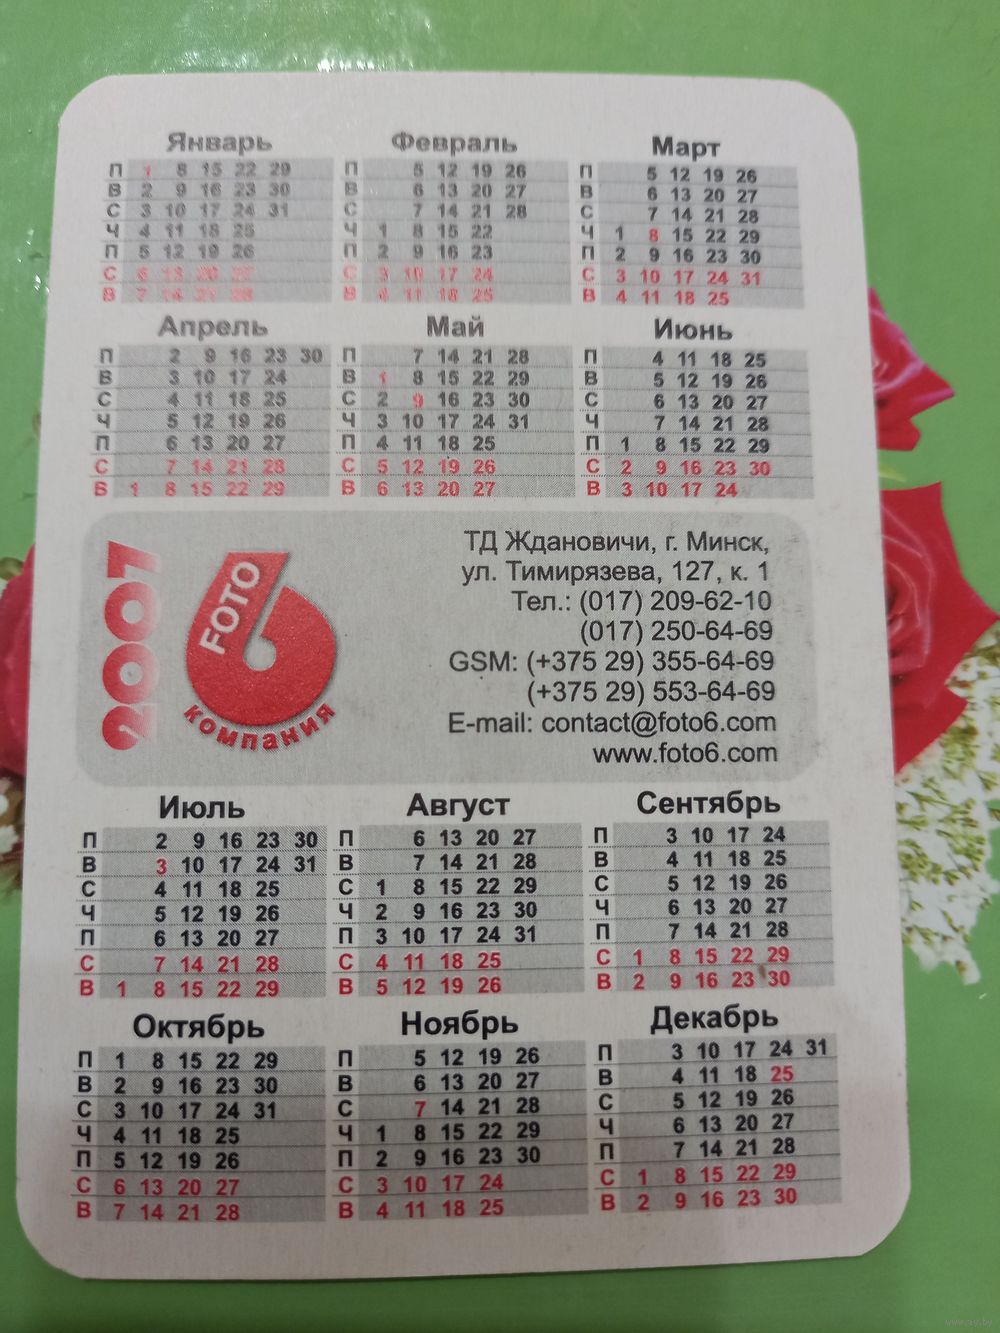 Январь Февраль Март
П 1 8 15 22 29 П 5 12 19 26 П 5 12 19 26
В 2 9 16 23 30 В 6 13 20 27 В 6 13 20 27
С 3 10 17 24 31 С 7 14 21 28 С 7 14 21 28
Ч 4 11 18 25 Ч 1 8 15 22 Ч 1 8 15 22 29
П 5 12 19 26 П 2 9 16 23 П 2 9 16 23 30
С 6 13 20 27 С 3 10 17 24 С 3 10 17 24 31
В 7 14 21 28 В 4 11 18 25 В 4 11 18 25
Апрель Май Июнь
П 2 9 16 23 30 П 7 14 21 28 П 4 11 18 25
В 3 10 17 24 В 1 8 15 22 29 В 5 12 19 26
С 4 11 18 25 С 2 9 16 23 30 С 6 13 20 27
Ч 5 12 19 26 Ч 3 10 17 24 31 Ч 7 14 21 28
П 6 13 20 27 П 4 11 18 25 П 1 8 15 22 29
С 7 14 21 28 С 5 12 19 26 С 2 9 16 23 30
В 1 8 15 22 29 В 6 13 20 27 В 3 10 17 24
2007
FOTO 6
компания
ТД Ждановичи, г. Минск,
ул. Тимирязева, 127, к. 1
Тел.: (017) 209-62-10
(017) 250-64-69
GSM: (+375 29) 355-64-69
(+375 29) 553-64-69
E-mail: contact@foto6.com
www.foto6.com
Июль Август Сентябрь
П 2 9 16 23 30 П 6 13 20 27 П 3 10 17 24
В 3 10 17 24 31 В 7 14 21 28 В 4 11 18 25
С 4 11 18 25 С 1 8 15 22 29 С 5 12 19 26
Ч 5 12 19 26 Ч 2 9 16 23 30 Ч 6 13 20 27
П 6 13 20 27 П 3 10 17 24 31 П 7 14 21 28
С 7 14 21 28 С 4 11 18 25 С 1 8 15 22 29
В 1 8 15 22 29 В 5 12 19 26 В 2 9 16 23 30
Октябрь Ноябрь Декабрь
П 1 8 15 22 29 П 5 12 19 26 П 3 10 17 24 31
В 2 9 16 23 30 В 6 13 20 27 В 4 11 18 25
С 3 10 17 24 31 С 7 14 21 28 С 5 12 19 26
Ч 4 11 18 25 Ч 1 8 15 22 29 Ч 6 13 20 27
П 5 12 19 26 П 2 9 16 23 30 П 7 14 21 28
С 6 13 20 27 С 3 10 17 24 С 1 8 15 22 29
В 7 14 21 28 В 4 11 18 25 В 2 9 16 23 30
www.ay.by